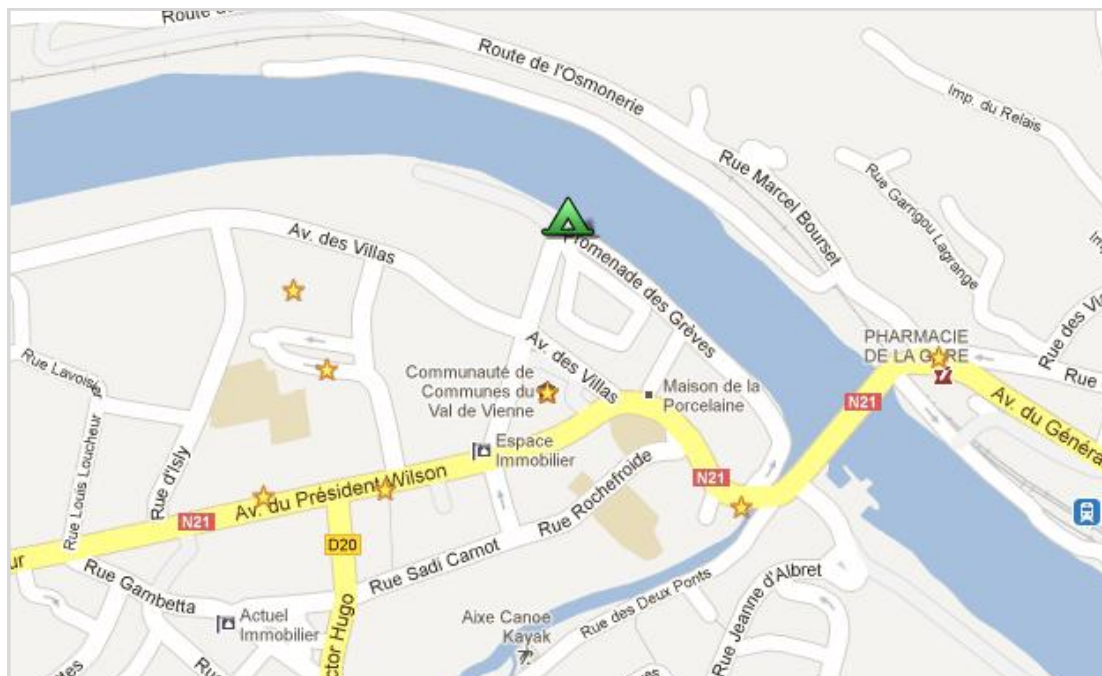 Route de
Route de l'Osmonerie
Imp. du Relais
Rue Marcel Bourset
Rue Garrigou Lagrange
Av. des Villas
Promenade des Grèves
PHARMACIE
DE LA GARE
Rue des
Rue
Rue Lavoisier
Communauté de
Communes du
Val de Vienne
Av. des Villas
Maison de la
Porcelaine
N21
Av. du Généra
Rue Louis Loucheur
Rue d'Isly
Espace
Immobilier
Av. du Président Wilson
N21
N21
Rue Rochefroide
D20
Rue Sadi Carnot
Rue Gambetta
Actuel
Immobilier
ctor Hugo
Aixe Canoe
Kayak
Rue des Deux Ponts
Rue Jeanne d'Albret